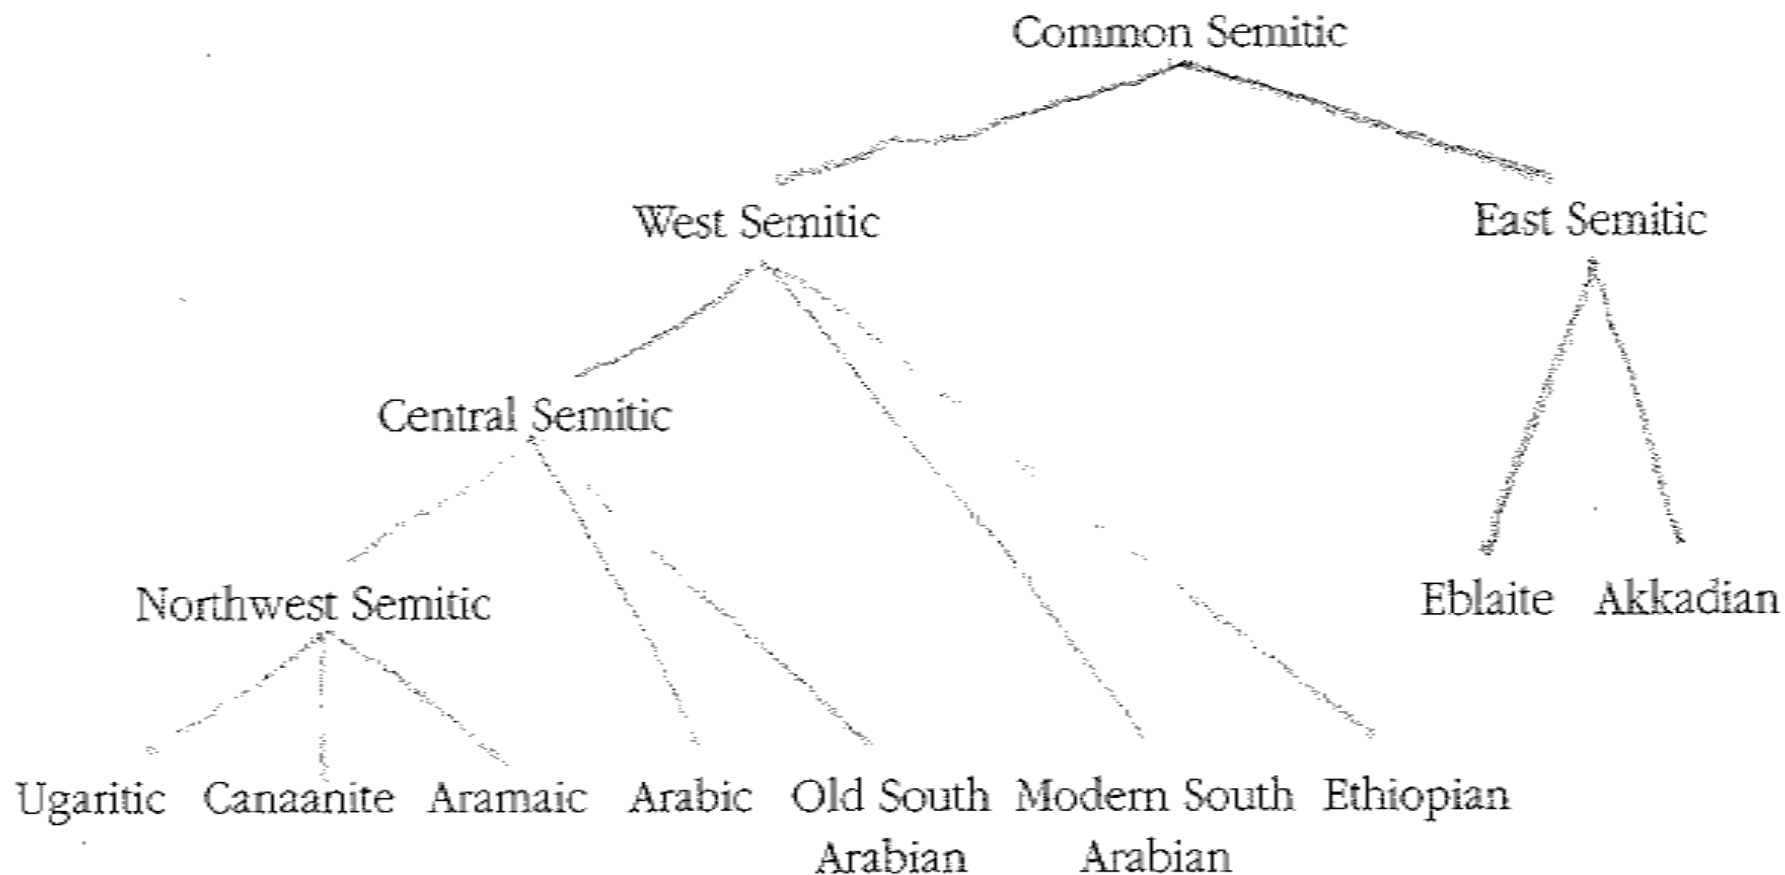 Common Semitic
West Semitic
East Semitic
Central Semitic
Northwest Semitic
Eblaite
Akkadian
Ugaritic
Canaanite
Aramaic
Arabic
Old South
Arabian
Modern South
Arabian
Ethiopian